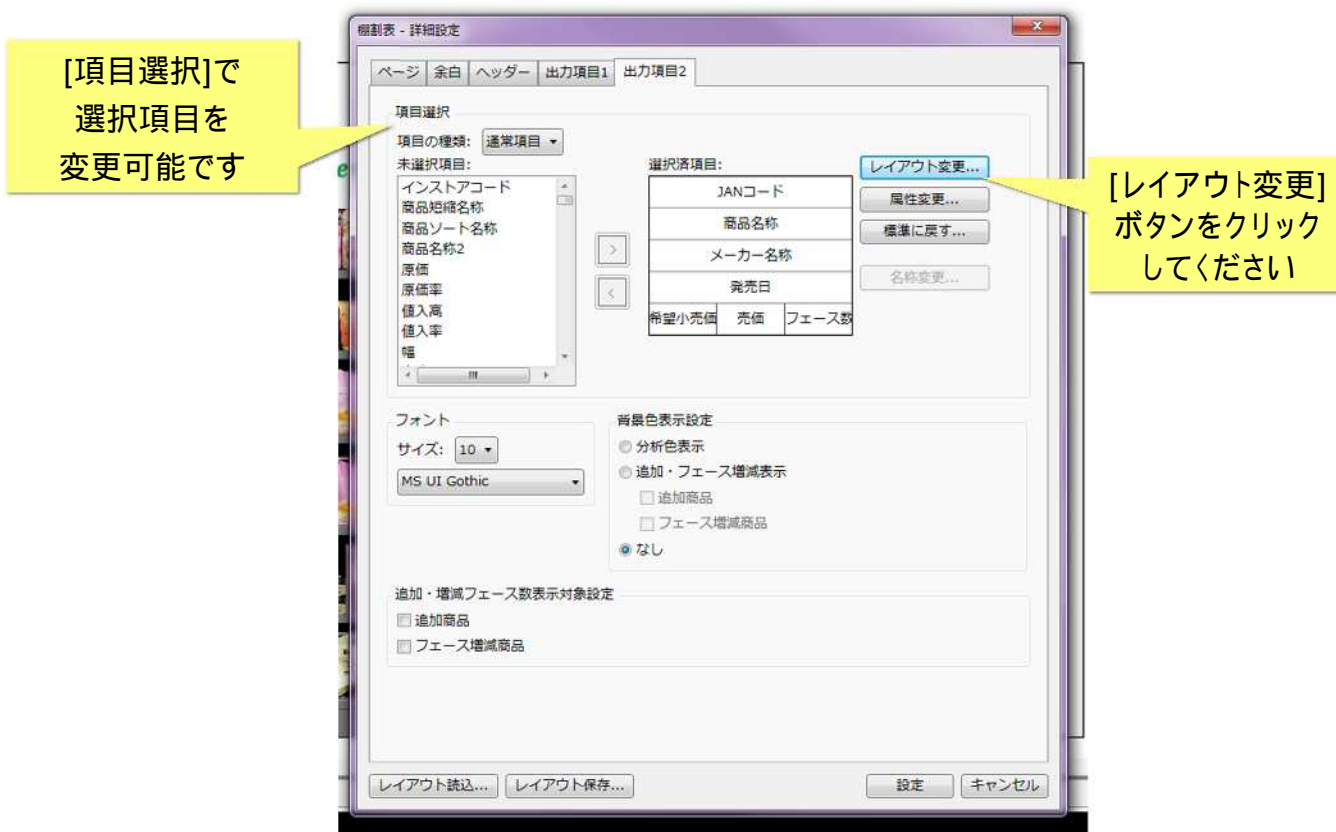 棚割表 - 詳細設定
[項目選択]で
選択項目を
変更可能です
ページ 余白 ヘッダー 出力項目1 出力項目2
項目選択
項目の種類: 通常項目
未選択項目:
インストアコード
商品短縮名称
商品ソート名称
商品名称2
原価
原価率
値入高
値入率
幅
選択済項目:
JANコード
商品名称
メーカー名称
発売日
希望小売価 売価 フェース数
レイアウト変更...
属性変更...
標準に戻す...
名称変更...
[レイアウト変更]
ボタンをクリック
してください
フォント
サイズ: 10
MS UI Gothic
背景色表示設定
分析色表示
追加・フェース増減表示
追加商品
フェース増減商品
なし
追加・増減フェース数表示対象設定
追加商品
フェース増減商品
レイアウト読込... レイアウト保存... 設定 キャンセル